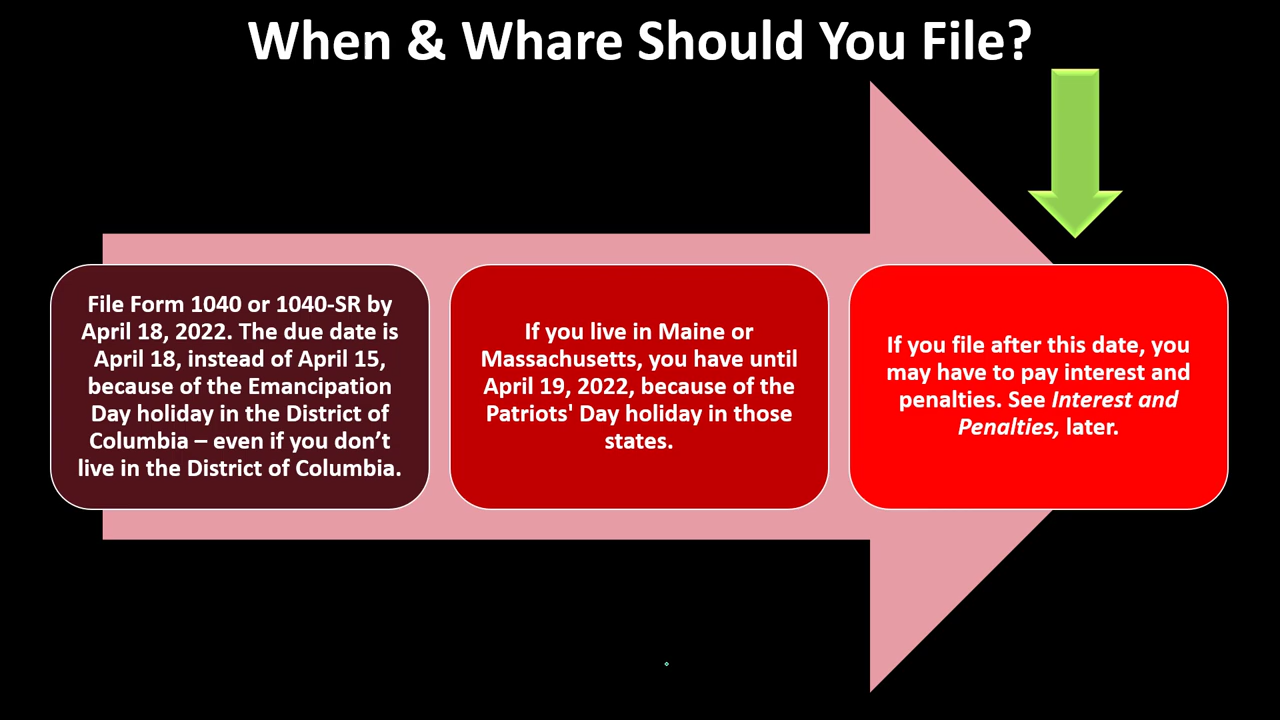 When & Whare Should You File?
File Form 1040 or 1040-SR by
April 18, 2022. The due date is
April 18, instead of April 15,
because of the Emancipation
Day holiday in the District of
Columbia – even if you don’t
live in the District of Columbia.
If you live in Maine or
Massachusetts, you have until
April 19, 2022, because of the
Patriots' Day holiday in those
states.
If you file after this date, you
may have to pay interest and
penalties. See Interest and
Penalties, later.